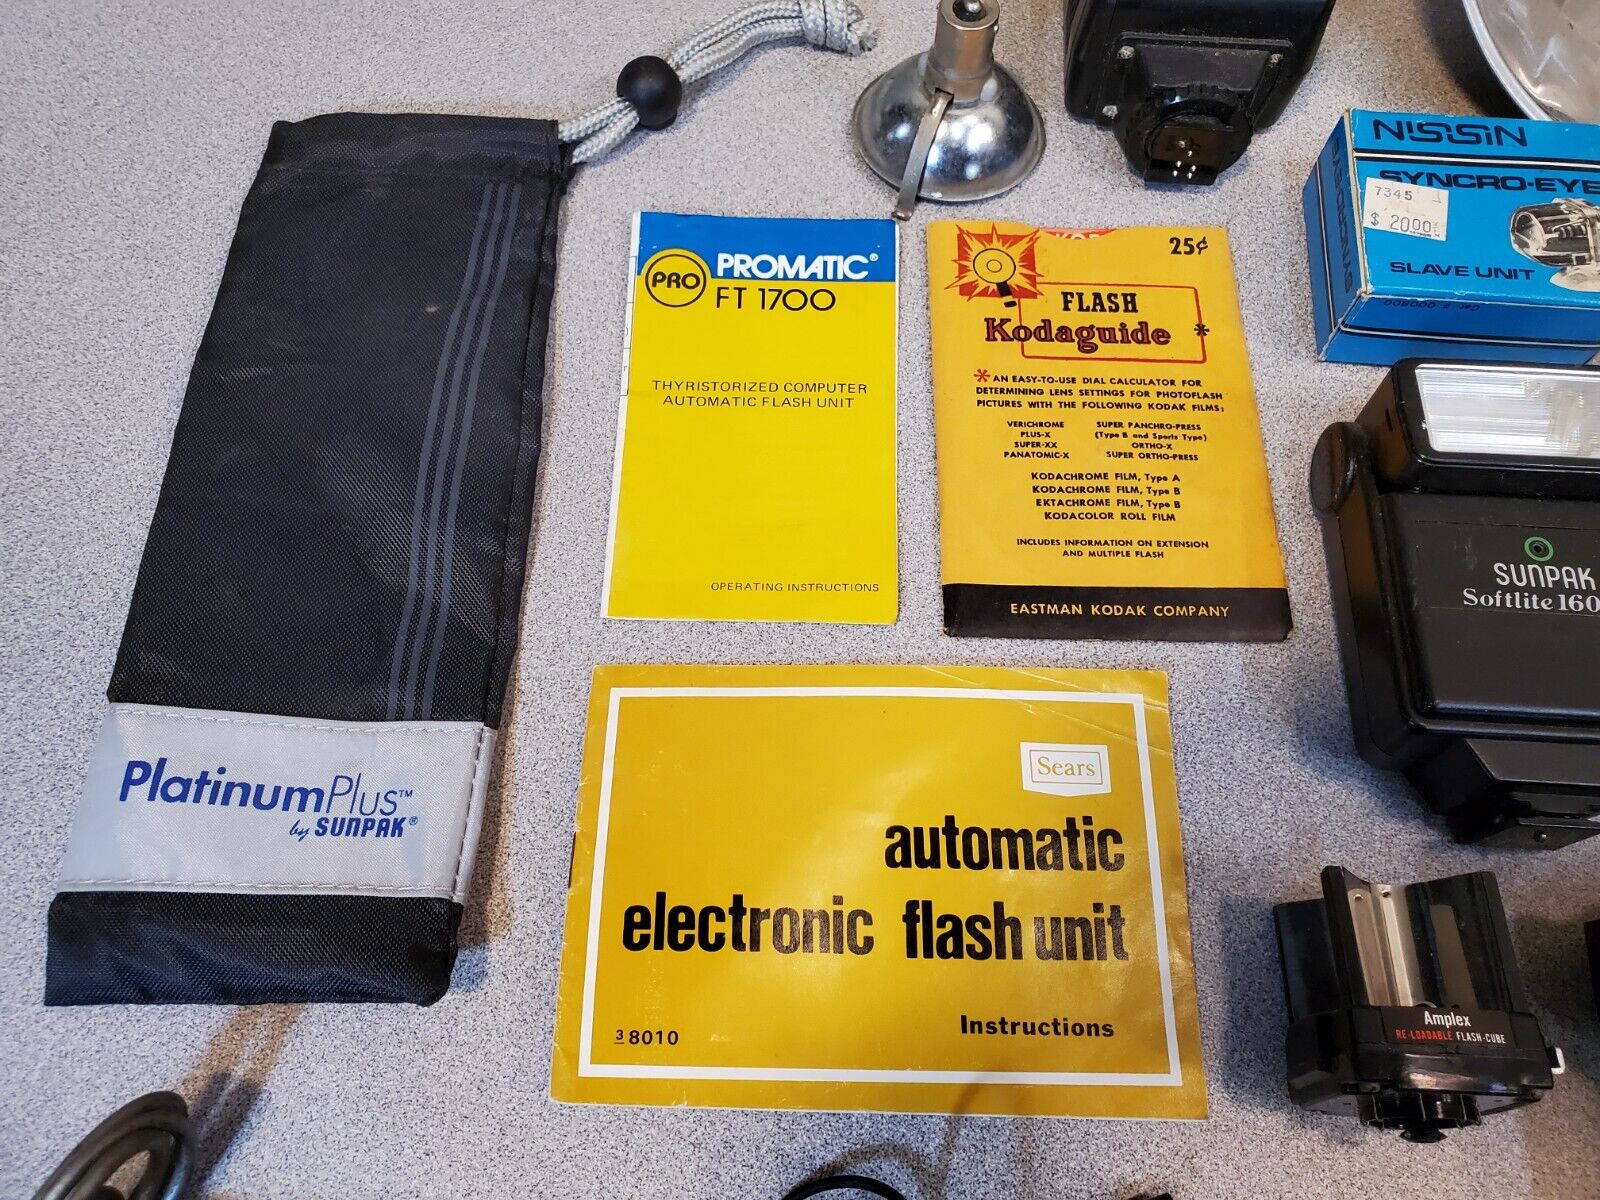 PlatinumPlus™
by SUNPAK®
PRO
PROMATIC®
FT 1700
THYRISTORIZED COMPUTER
AUTOMATIC FLASH UNIT
OPERATING INSTRUCTIONS
25¢
FLASH
Kodaguide *
* AN EASY-TO-USE DIAL CALCULATOR FOR
DETERMINING LENS SETTINGS FOR PHOTOFLASH
PICTURES WITH THE FOLLOWING KODAK FILMS:
VERICHROME
PLUS-X
SUPER-XX
PANATOMIC-X
SUPER PANCHRO-PRESS
(Type B and Sports Type)
ORTHO-X
SUPER ORTHO-PRESS
KODACHROME FILM, Type A
KODACHROME FILM, Type B
EKTACHROME FILM, Type B
KODACOLOR ROLL FILM
INCLUDES INFORMATION ON EXTENSION
AND MULTIPLE FLASH
EASTMAN KODAK COMPANY
Sears
automatic
electronic flash unit
Instructions
3 8010
NISSIN
SYNCRO-EYE
7345 1
$ 20.00
SLAVE UNIT
SUNPAK
Softlite 160
Amplex
RE-LOADABLE FLASH-CUBE